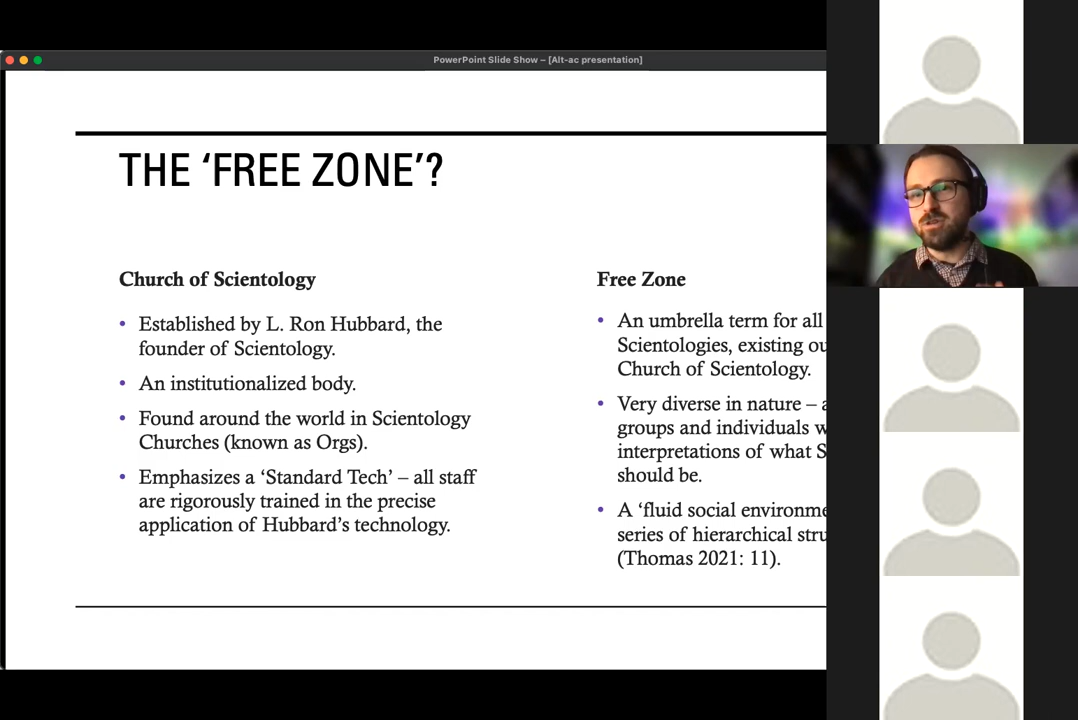 PowerPoint Slide Show – [Alt-ac presentation]
THE ‘FREE ZONE’?
Church of Scientology
• Established by L. Ron Hubbard, the
founder of Scientology.
• An institutionalized body.
• Found around the world in Scientology
Churches (known as Orgs).
• Emphasizes a ‘Standard Tech’ – all staff
are rigorously trained in the precise
application of Hubbard’s technology.
Free Zone
• An umbrella term for all
Scientologies, existing
Church of Scientology.
• Very diverse in nature –
groups and individuals
interpretations of what
should be.
• A ‘fluid social
series of hierarchical
(Thomas 2021: 11).